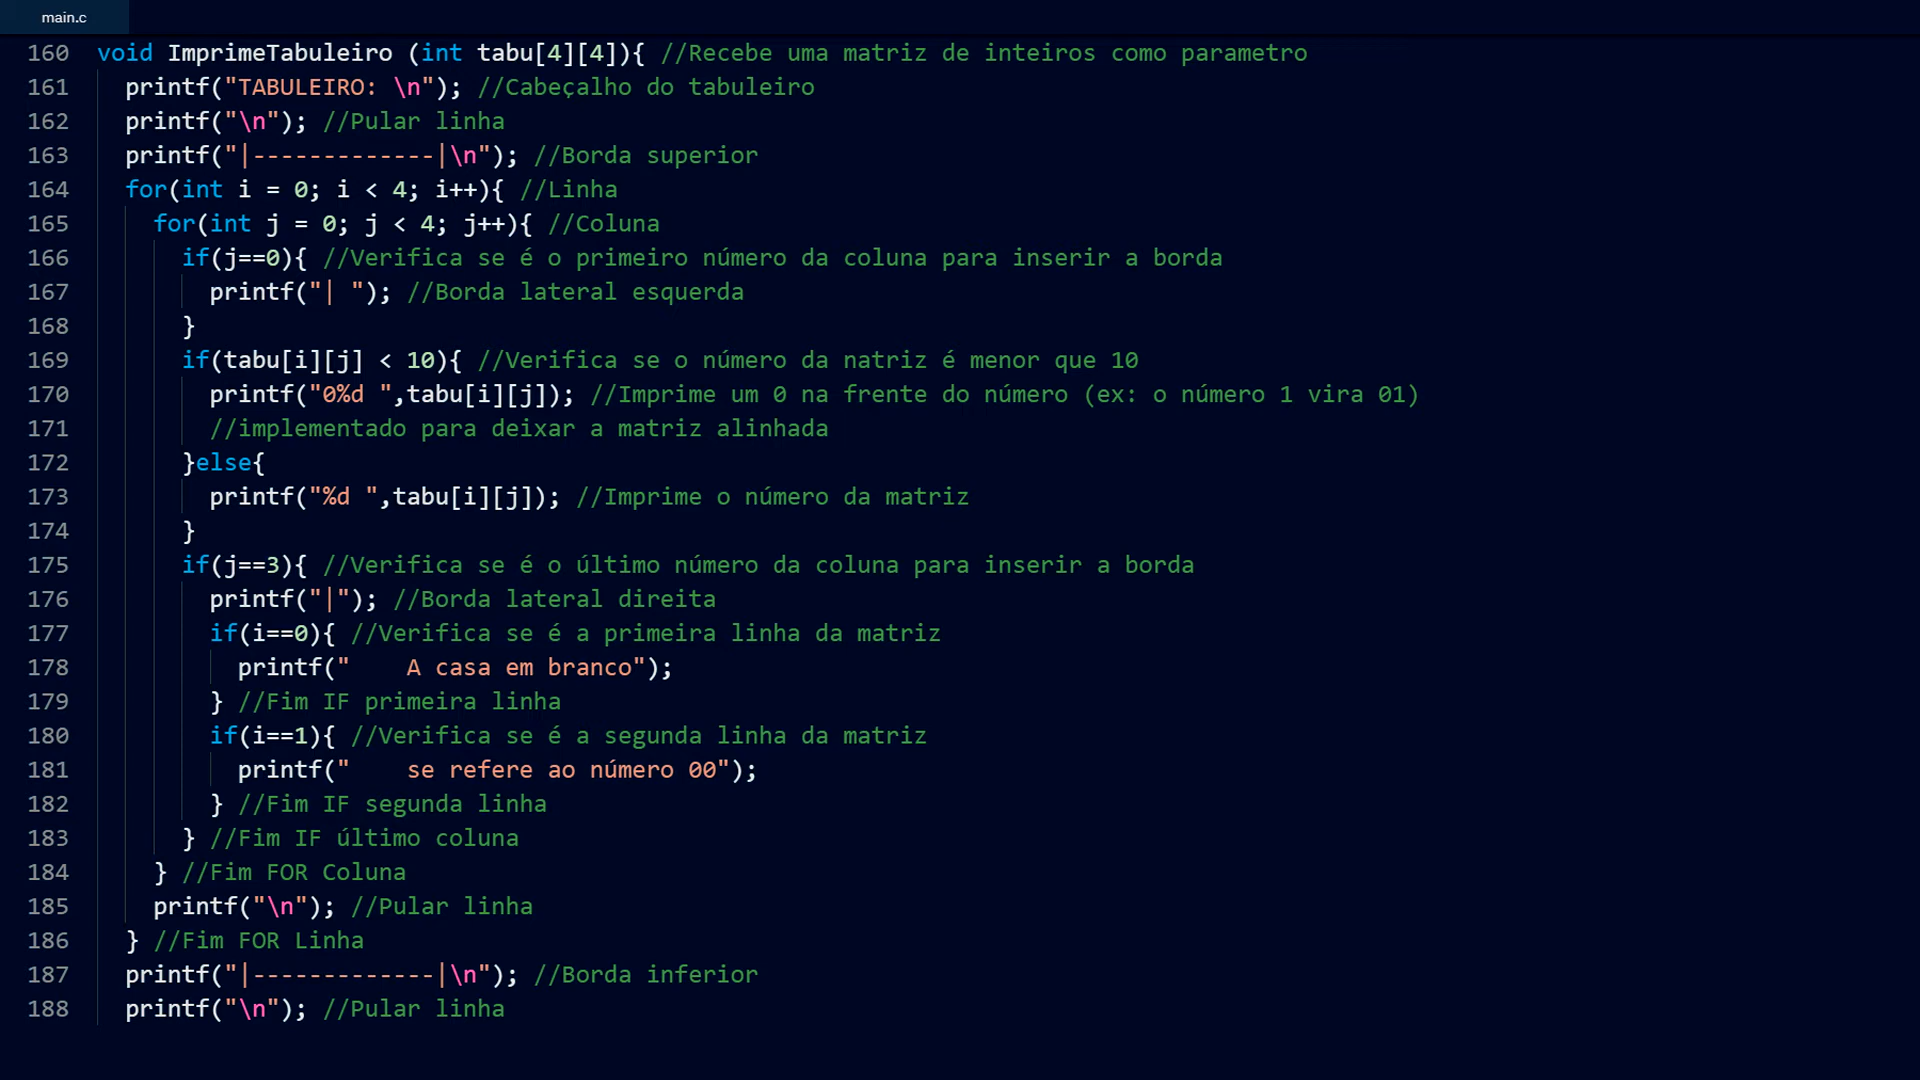 main.c
160 void ImprimeTabuleiro (int tabu[4][4]){ //Recebe uma matriz de inteiros como parametro
161 printf("TABULEIRO: \n"); //Cabeçalho do tabuleiro
162 printf("\n"); //Pular linha
163 printf("|-------------|\n"); //Borda superior
164 for(int i = 0; i < 4; i++){ //Linha
165 for(int j = 0; j < 4; j++){ //Coluna
166 if(j==0){ //Verifica se é o primeiro número da coluna para inserir a borda
167 printf("| "); //Borda lateral esquerda
168 }
169 if(tabu[i][j] < 10){ //Verifica se o número da natriz é menor que 10
170 printf("0%d ",tabu[i][j]); //Imprime um 0 na frente do número (ex: o número 1 vira 01)
171 //implementado para deixar a matriz alinhada
172 }else{
173 printf("%d ",tabu[i][j]); //Imprime o número da matriz
174 }
175 if(j==3){ //Verifica se é o último número da coluna para inserir a borda
176 printf("|"); //Borda lateral direita
177 if(i==0){ //Verifica se é a primeira linha da matriz
178 printf("    A casa em branco");
179 } //Fim IF primeira linha
180 if(i==1){ //Verifica se é a segunda linha da matriz
181 printf("    se refere ao número 00");
182 } //Fim IF segunda linha
183 } //Fim IF último coluna
184 } //Fim FOR Coluna
185 printf("\n"); //Pular linha
186 } //Fim FOR Linha
187 printf("|-------------|\n"); //Borda inferior
188 printf("\n"); //Pular linha